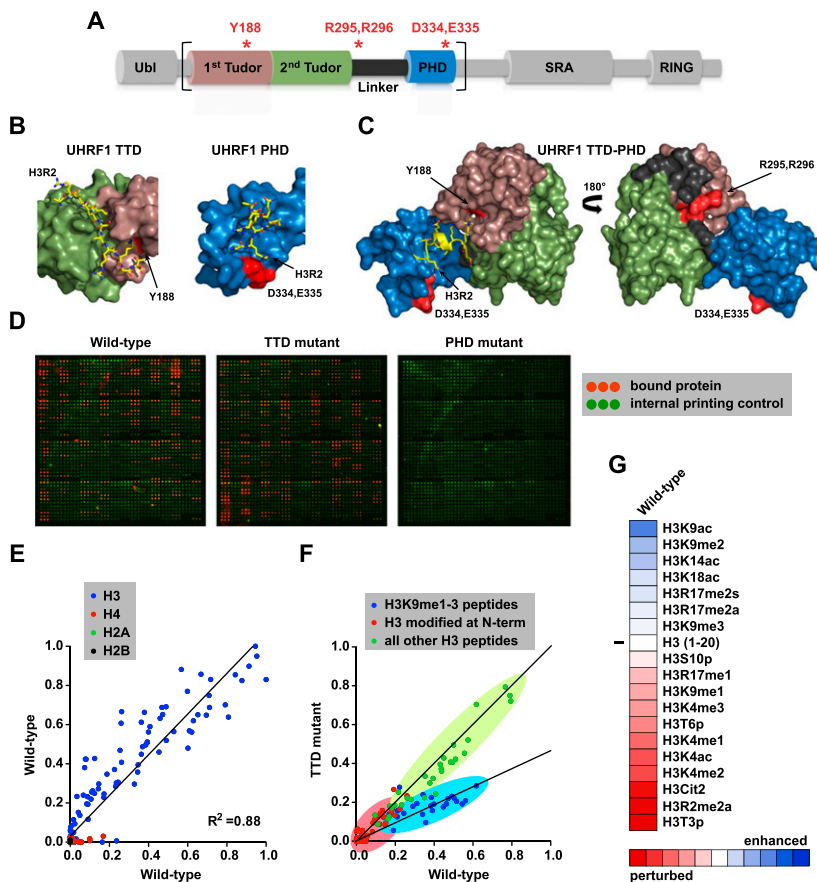 A
Y188
R295,R296
D334,E335
*
*
*
Ubl
1st Tudor
2nd Tudor
Linker
PHD
SRA
RING
B
UHRF1 TTD
UHRF1 PHD
H3R2
Y188
H3R2
D334,E335
C
UHRF1 TTD-PHD
Y188
180°
R295,R296
H3R2
D334,E335
D334,E335
D
Wild-type
TTD mutant
PHD mutant
bound protein
internal printing control
E
H3
H4
H2A
H2B
1.0
0.8
0.6
0.4
0.2
0.0
0.0
0.2
0.4
0.6
0.8
1.0
Wild-type
Wild-type
R2 =0.88
F
H3K9me1-3 peptides
H3 modified at N-term
all other H3 peptides
1.0
0.8
0.6
0.4
0.2
0.0
0.0
0.2
0.4
0.6
0.8
1.0
TTD mutant
Wild-type
G
Wild-type
H3K9ac
H3K9me2
H3K14ac
H3K18ac
H3R17me2s
H3R17me2a
H3K9me3
H3 (1-20)
H3S10p
H3R17me1
H3K9me1
H3K4me3
H3T6p
H3K4me1
H3K4ac
H3K4me2
H3Cit2
H3R2me2a
H3T3p
enhanced
perturbed